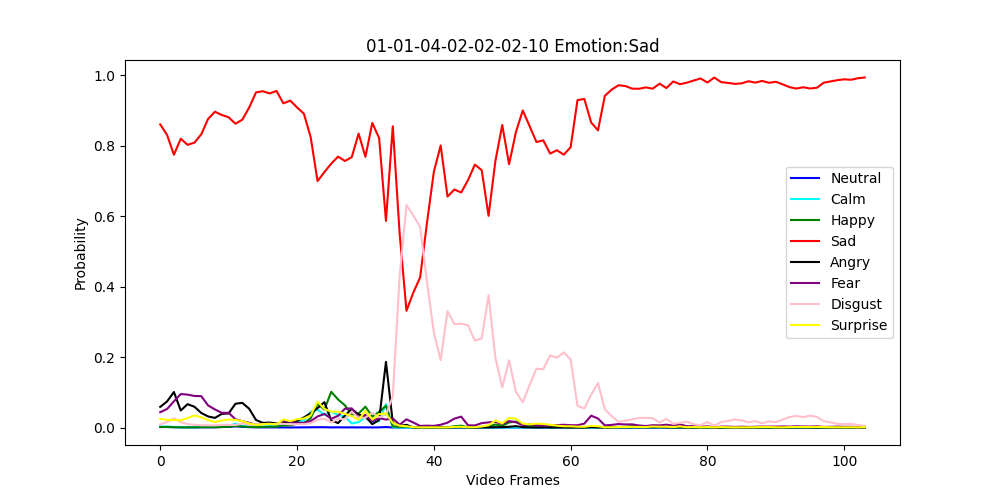 01-01-04-02-02-02-10 Emotion:Sad
1.0
0.8
0.6
0.4
0.2
0.0
Probability
0
20
40
60
80
100
Video Frames
Neutral
Calm
Happy
Sad
Angry
Fear
Disgust
Surprise